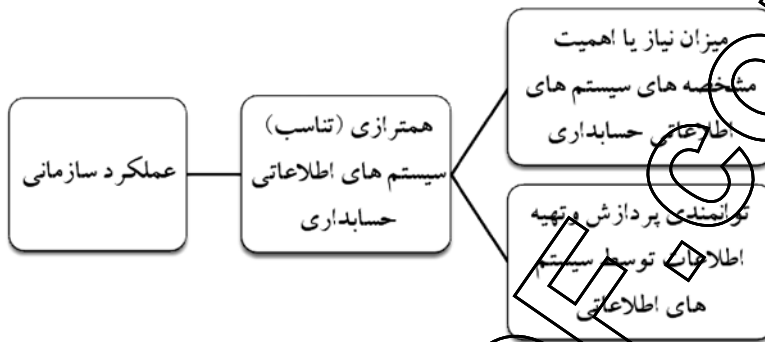 میزان نیاز یا اهمیت
مشخصه های سیستم های
اطلاعاتی حسابداری
توانمندی پردازش وتهیه
اطلاعات توسط سیستم
های اطلاعاتی
همترازی (تناسب)
سیستم های اطلاعاتی
حسابداری
عملکرد سازمانی